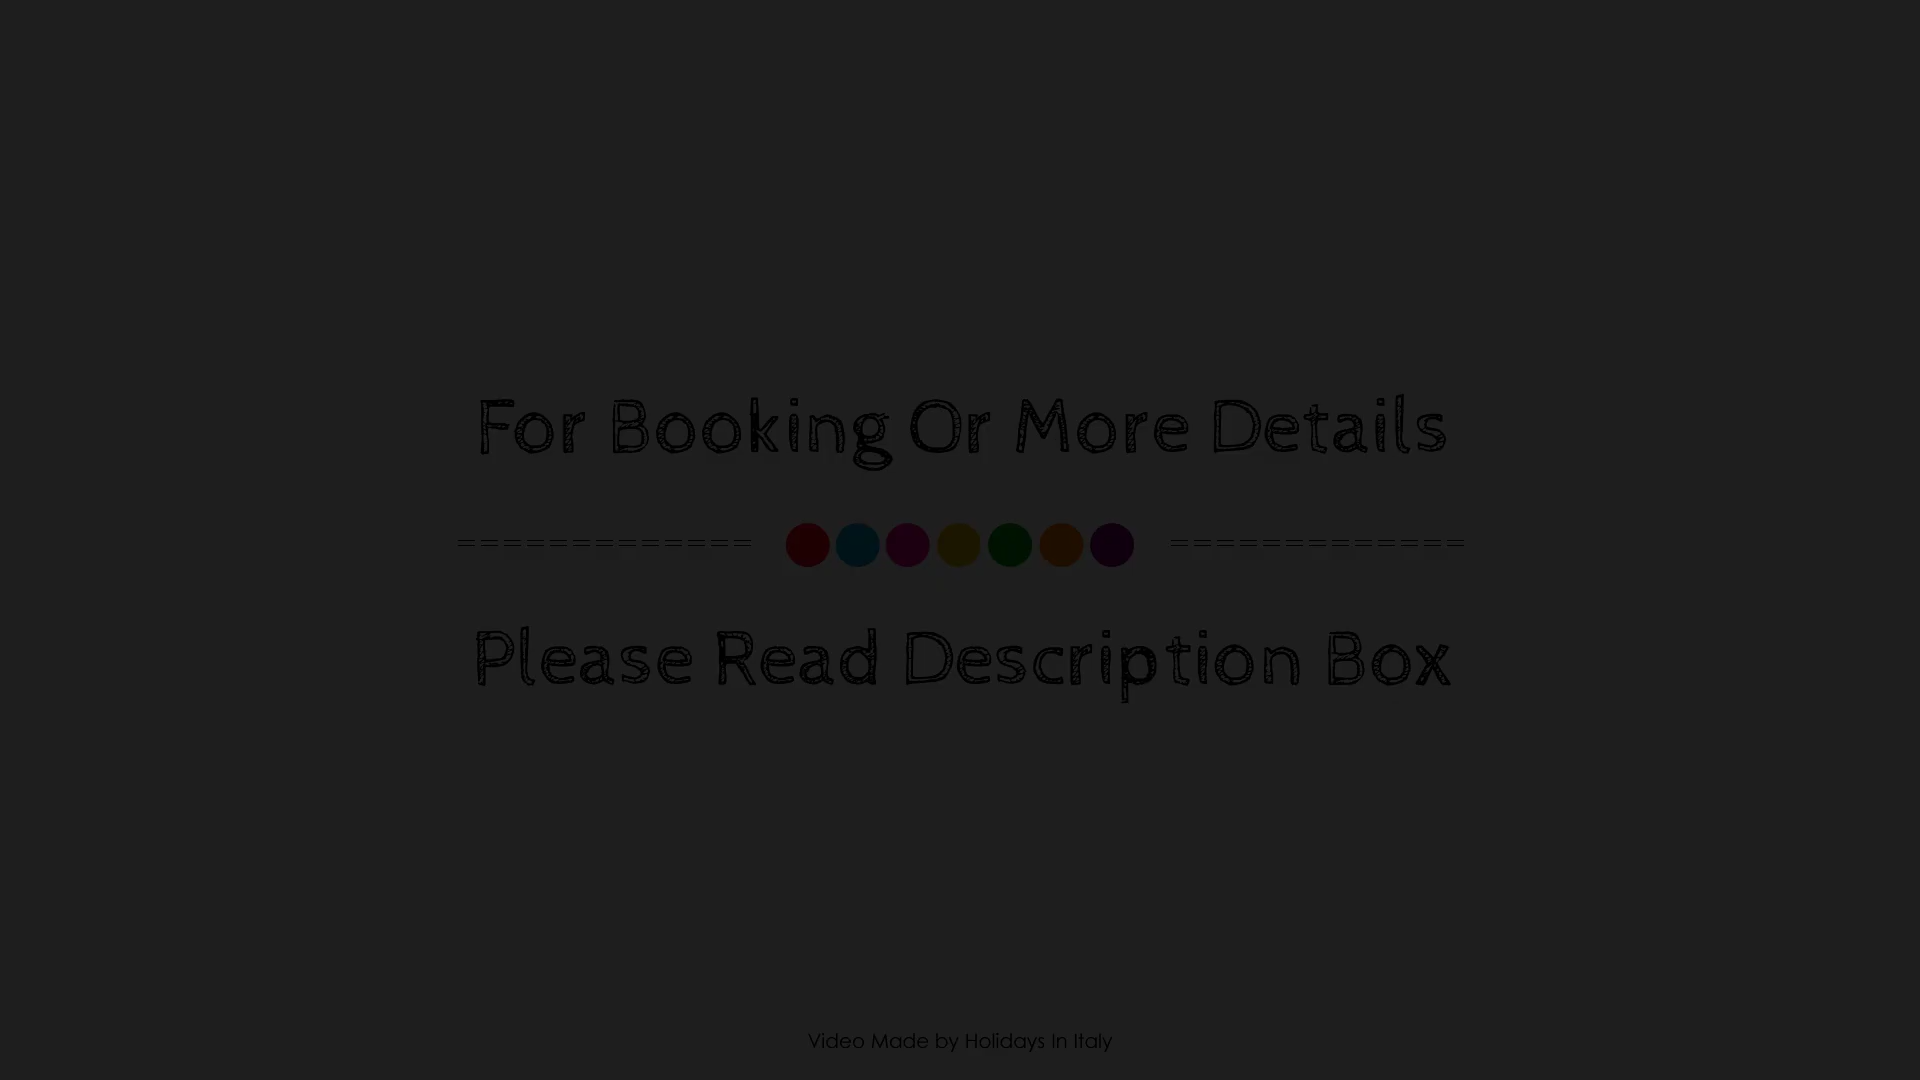 For Booking Or More Details
============= =============
Please Read Description Box
Video Made by Holidays In Italy